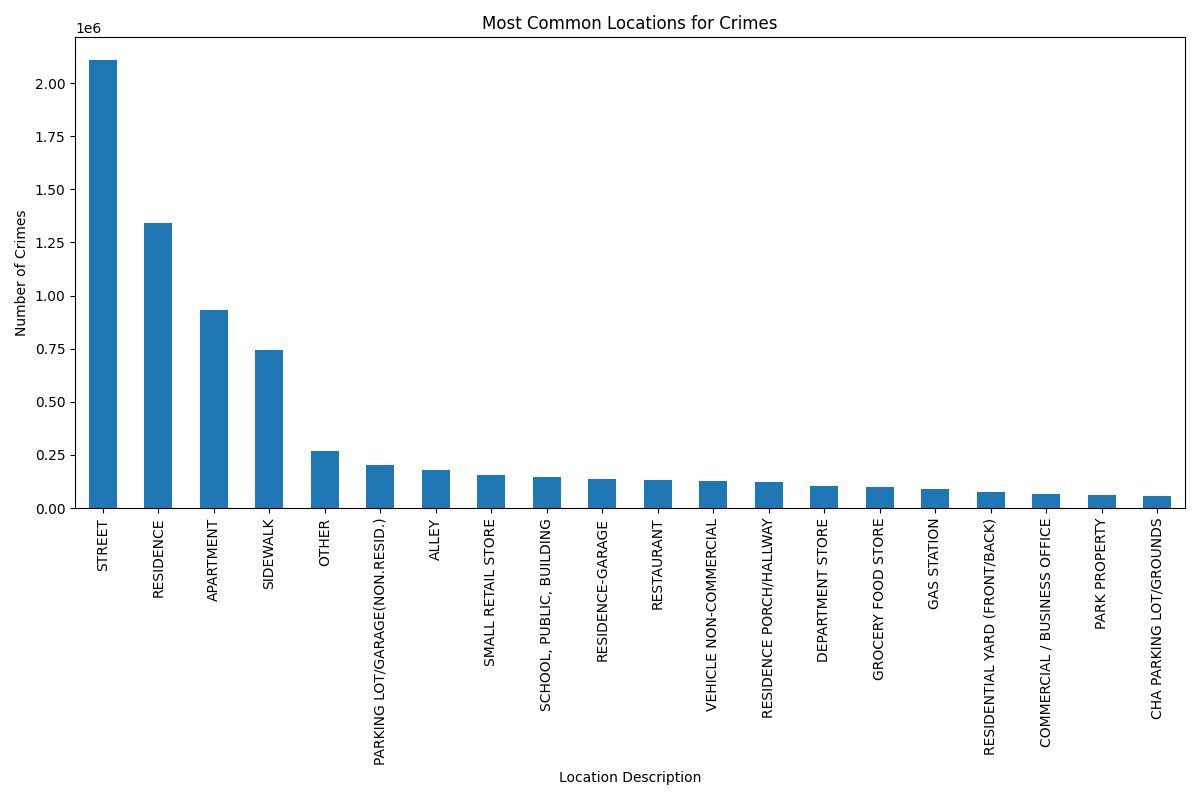 Most Common Locations for Crimes
1e6
2.00
1.75
1.50
1.25
1.00
0.75
0.50
0.25
0.00
Number of Crimes
STREET
RESIDENCE
APARTMENT
SIDEWALK
OTHER
PARKING LOT/GARAGE(NON.RESID.)
ALLEY
SMALL RETAIL STORE
SCHOOL, PUBLIC, BUILDING
RESIDENCE-GARAGE
RESTAURANT
VEHICLE NON-COMMERCIAL
RESIDENCE PORCH/HALLWAY
DEPARTMENT STORE
GROCERY FOOD STORE
GAS STATION
RESIDENTIAL YARD (FRONT/BACK)
COMMERCIAL / BUSINESS OFFICE
PARK PROPERTY
CHA PARKING LOT/GROUNDS
Location Description